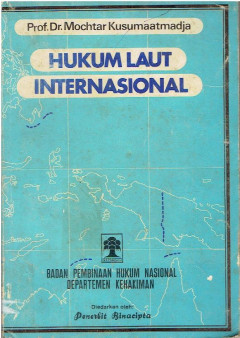 Prof. Dr. Mochtar Kusumaatmadja
HUKUM LAUT
INTERNASIONAL
BADAN PEMBINAAN HUKUM NASIONAL
DEPARTEMEN KEHAKIMAN
Diedarkan oleh:
Penerbit Binacipta